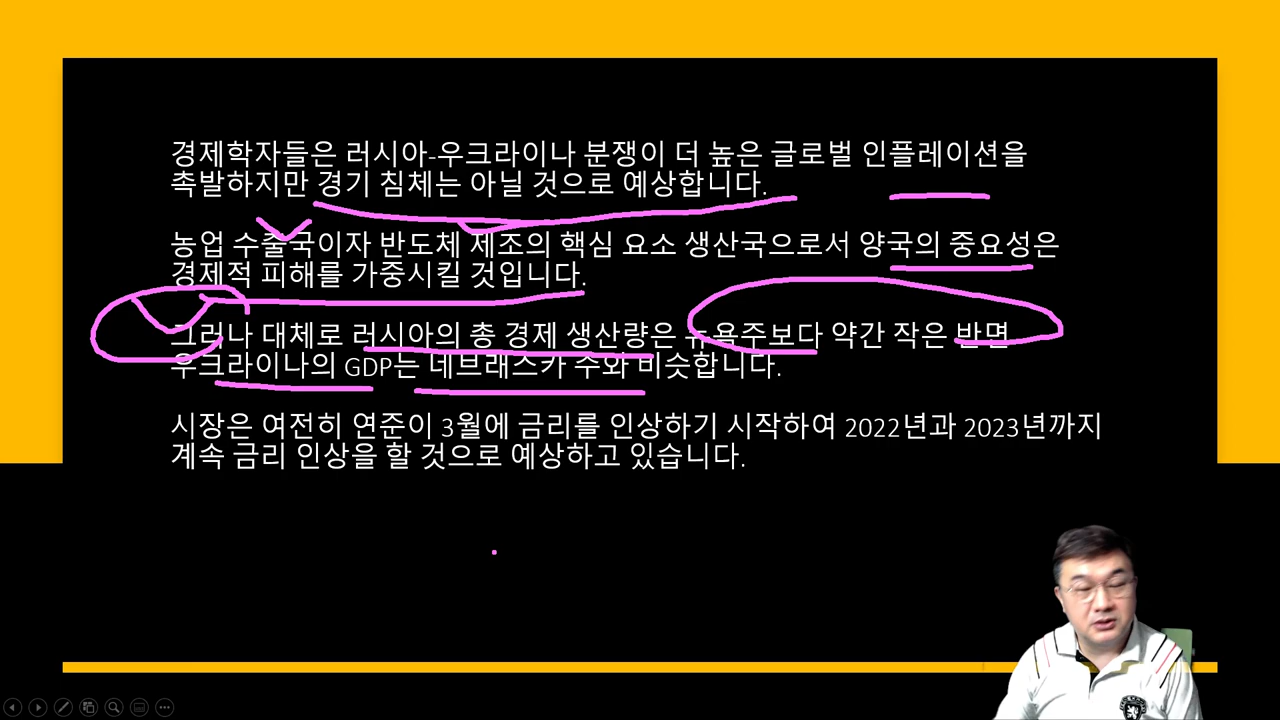 경제학자들은 러시아-우크라이나 분쟁이 더 높은 글로벌 인플레이션을
촉발하지만 경기 침체는 아닐 것으로 예상합니다.
농업 수출국이자 반도체 제조의 핵심 요소 생산국으로서 양국의 중요성은
경제적 피해를 가중시킬 것입니다.
그러나 대체로 러시아의 총 경제 생산량은 뉴욕주보다 약간 작은 반면
우크라이나의 GDP는 네브래스카 주와 비슷합니다.
시장은 여전히 연준이 3월에 금리를 인상하기 시작하여 2022년과 2023년까지
계속 금리 인상을 할 것으로 예상하고 있습니다.